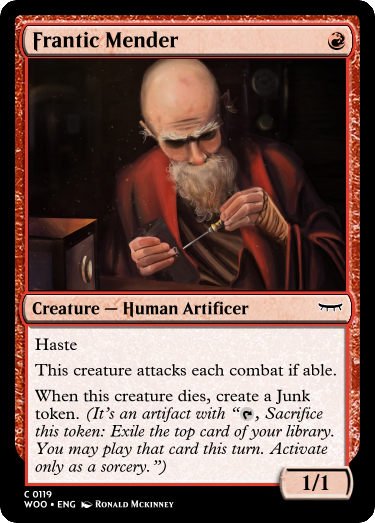 Frantic Mender
Creature — Human Artificer
Haste
This creature attacks each combat if able.
When this creature dies, create a Junk
token. (It's an artifact with “, Sacrifice
this token: Exile the top card of your library.
You may play that card this turn. Activate
only as a sorcery.”)
1/1
C 0119
WOO • ENG Ronald Mckinney